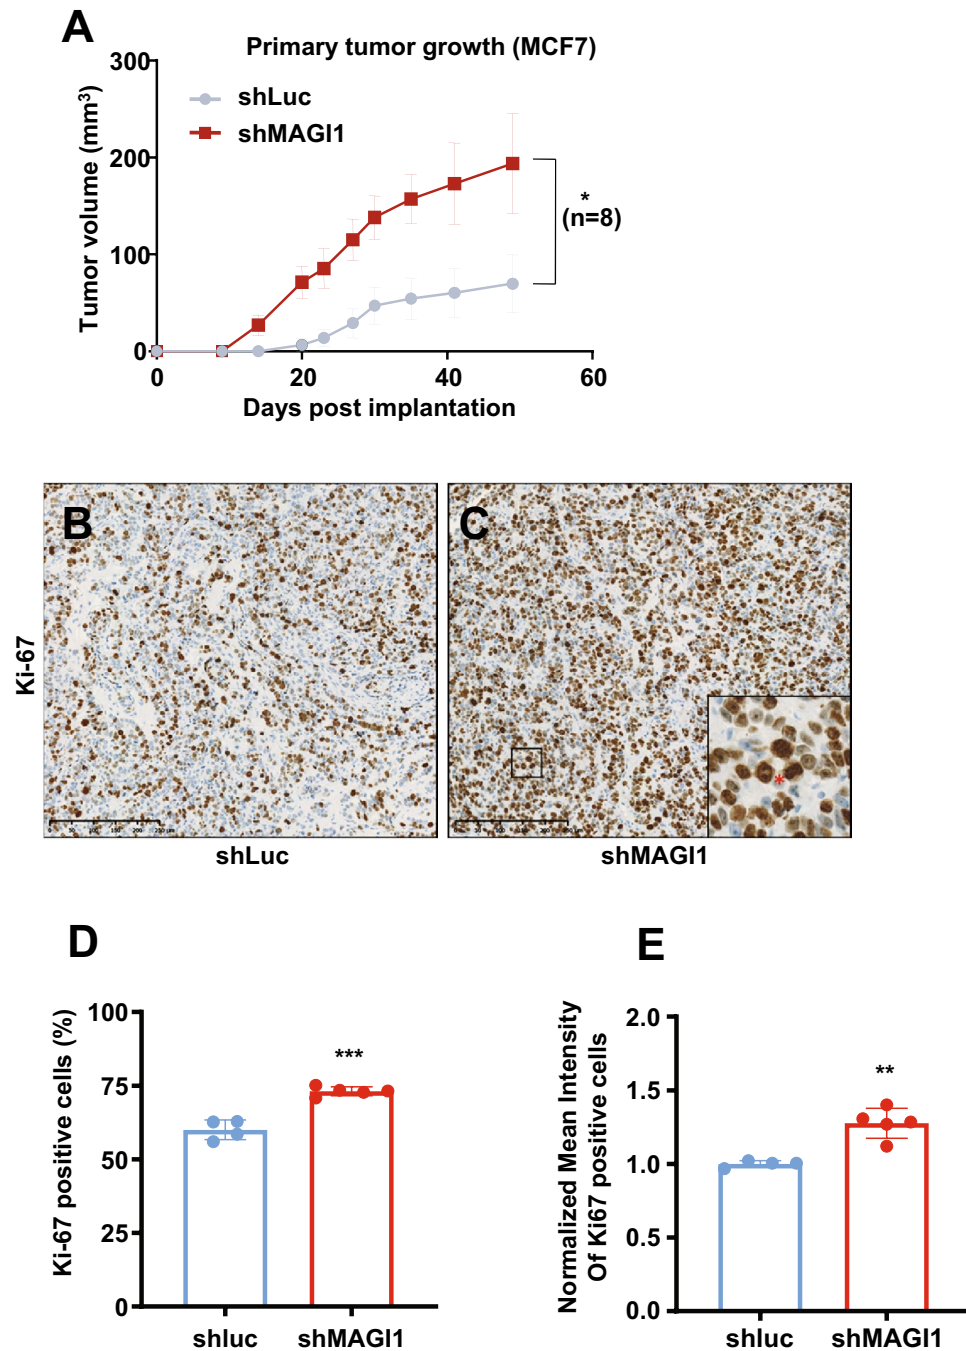 A
Primary tumor growth (MCF7)
Tumor volume (mm³)
300
200
100
0
shLuc
shMAGI1
*
(n=8)
0 20 40 60
Days post implantation
B
C
Ki-67
*
shLuc
shMAGI1
D
Ki-67 positive cells (%)
100
75
50
25
0
***
shluc
shMAGI1
E
Normalized Mean Intensity
Of Ki67 positive cells
2.0
1.5
1.0
0.5
0.0
**
shluc
shMAGI1